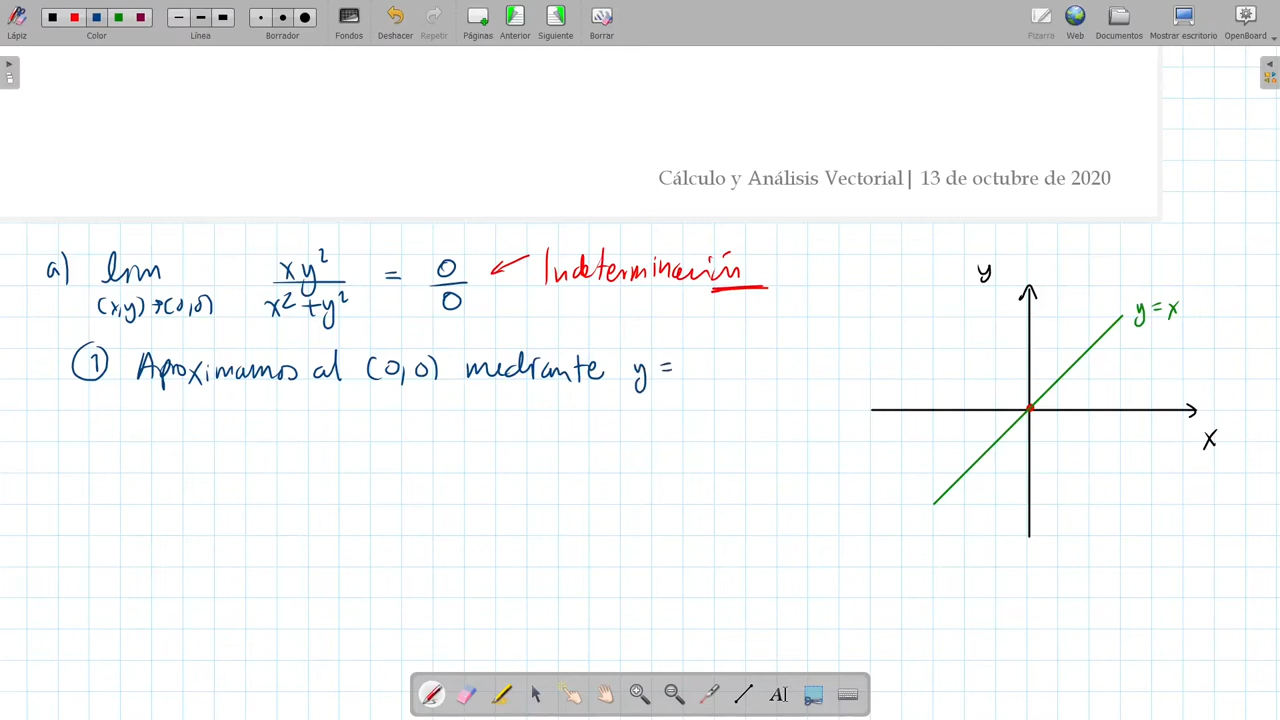 Lápiz Color Línea Borrador Fondos Deshacer Repetir Páginas Anterior Siguiente Borrar Pizarra Web Documentos Mostrar escritorio OpenBoard
Cálculo y Análisis Vectorial| 13 de octubre de 2020
a) lim (x,y)→(0,0) xy²/(x²+y²) = 0/0 ← Indeterminación
① Aproximamos al (0,0) mediante y =
y
y = x
x
AI